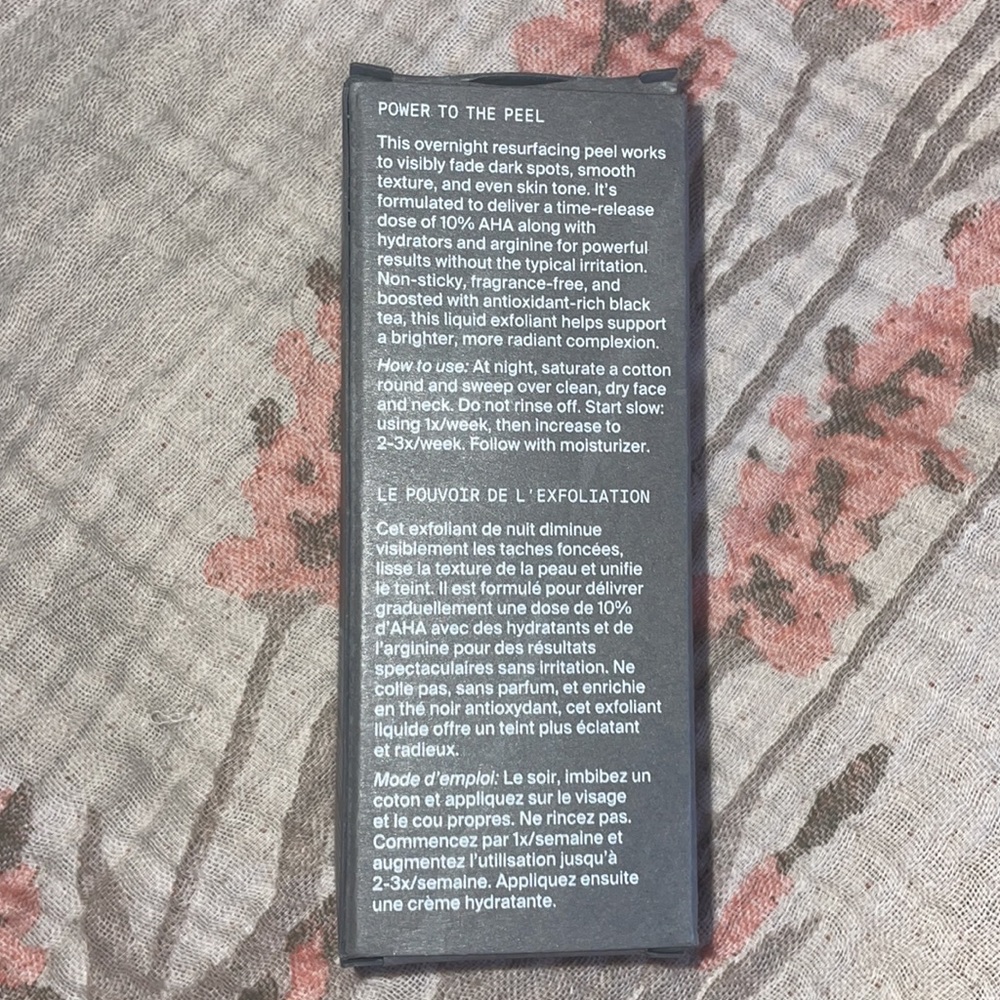 POWER TO THE PEEL
This overnight resurfacing peel works
to visibly fade dark spots, smooth
texture, and even skin tone. It's
formulated to deliver a time-release
dose of 10% AHA along with
hydrators and arginine for powerful
results without the typical irritation.
Non-sticky, fragrance-free, and
boosted with antioxidant-rich black
tea, this liquid exfoliant helps support
a brighter, more radiant complexion.
How to use: At night, saturate a cotton
round and sweep over clean, dry face
and neck. Do not rinse off. Start slow:
using 1x/week, then increase to
2-3x/week. Follow with moisturizer.
LE POUVOIR DE L'EXFOLIATION
Cet exfoliant de nuit diminue
visiblement les taches foncées,
lisse la texture de la peau et unifie
le teint. Il est formulé pour délivrer
graduellement une dose de 10%
d'AHA avec des hydratants et de
l'arginine pour des résultats
spectaculaires sans irritation. Ne
colle pas, sans parfum, et enrichie
en thé noir antioxydant, cet exfoliant
liquide offre un teint plus éclatant
et radieux.
Mode d'emploi: Le soir, imbibez un
coton et appliquez sur le visage
et le cou propres. Ne rincez pas.
Commencez par 1x/semaine et
augmentez l'utilisation jusqu'à
2-3x/semaine. Appliquez ensuite
une crème hydratante.